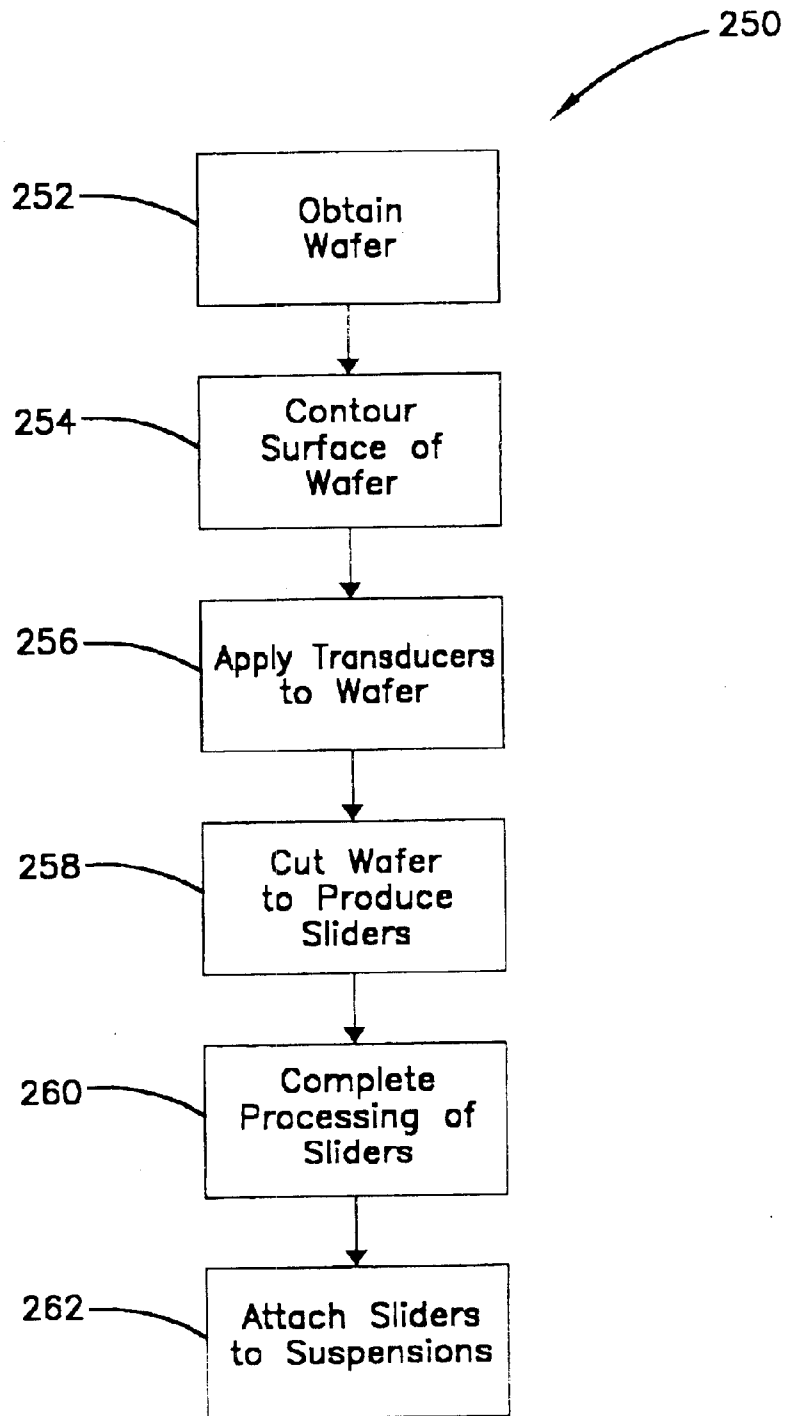 250
252
Obtain
Wafer
254
Contour
Surface of
Wafer
256
Apply Transducers
to Wafer
258
Cut Wafer
to Produce
Sliders
260
Complete
Processing of
Sliders
262
Attach Sliders
to Suspensions